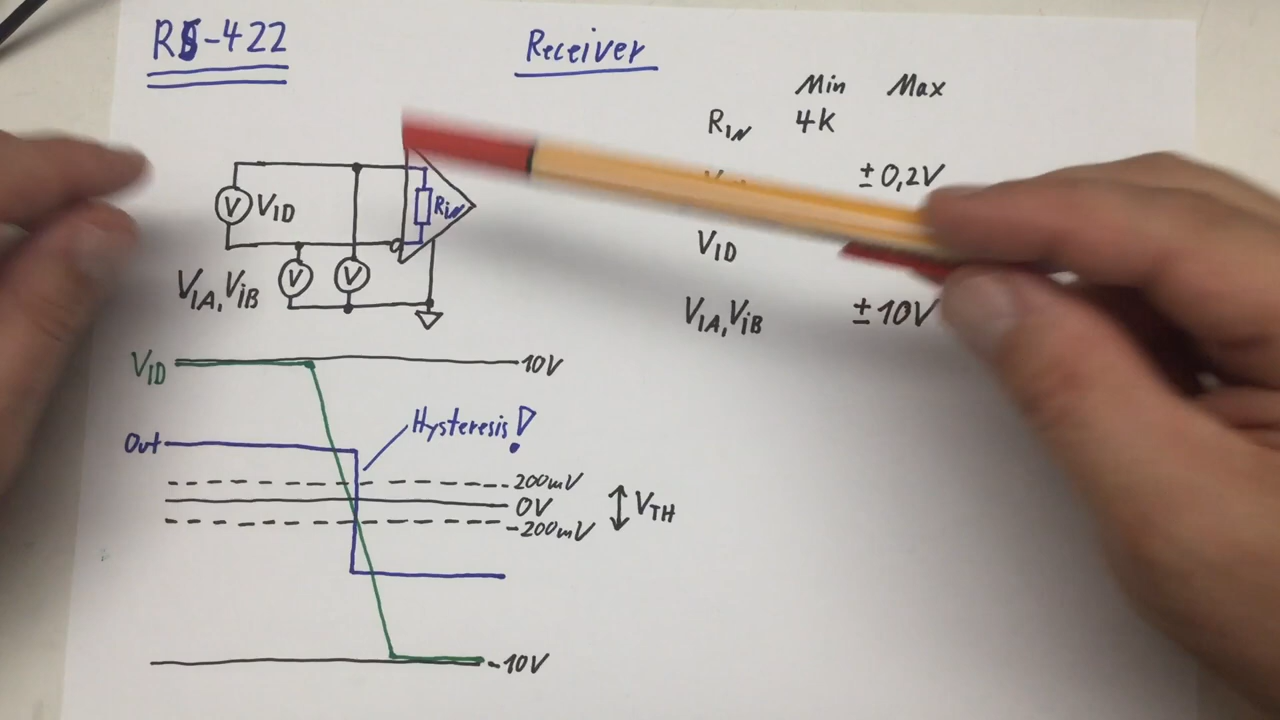 RS-422
Receiver
Min Max
RIN 4K
±0,2V
V VID
RiN
VID
VIA,ViB
V V
VIA,ViB ±10V
VID 10V
Out
Hysteresis!
200mV
0V
VTH
-200mV
-10V